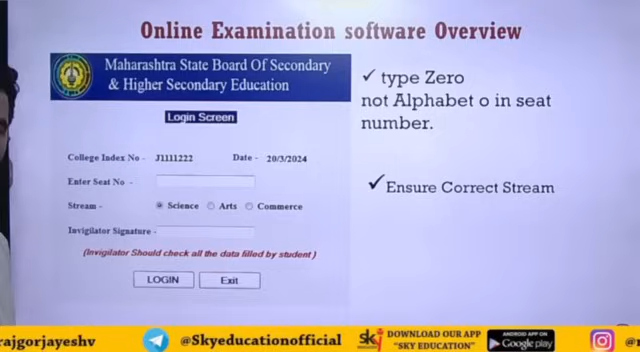 Online Examination software Overview
Maharashtra State Board Of Secondary
& Higher Secondary Education
✓ type Zero
not Alphabet o in seat
number.
Login Screen
College Index No - J1111222 Date - 20/3/2024
Enter Seat No -
✓ Ensure Correct Stream
Stream - Science Arts Commerce
Invigilator Signature -
(Invigilator Should check all the data filled by student )
LOGIN Exit
rajgorjayeshv @Skyeducationofficial sk DOWNLOAD OUR APP
"SKY EDUCATION" ANDROID APP ON
Google play